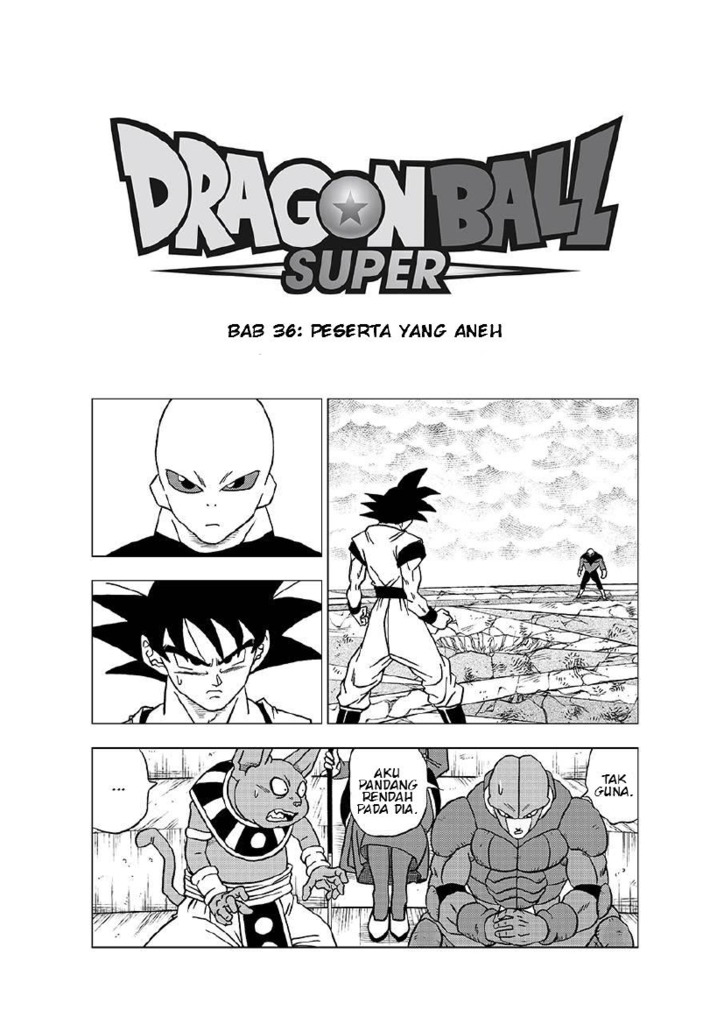 DRAGON BALL
SUPER
BAB 36: PESERTA YANG ANEH
TAK
GUNA.
AKU
PANDANG
RENDAH
PADA DIA.
...